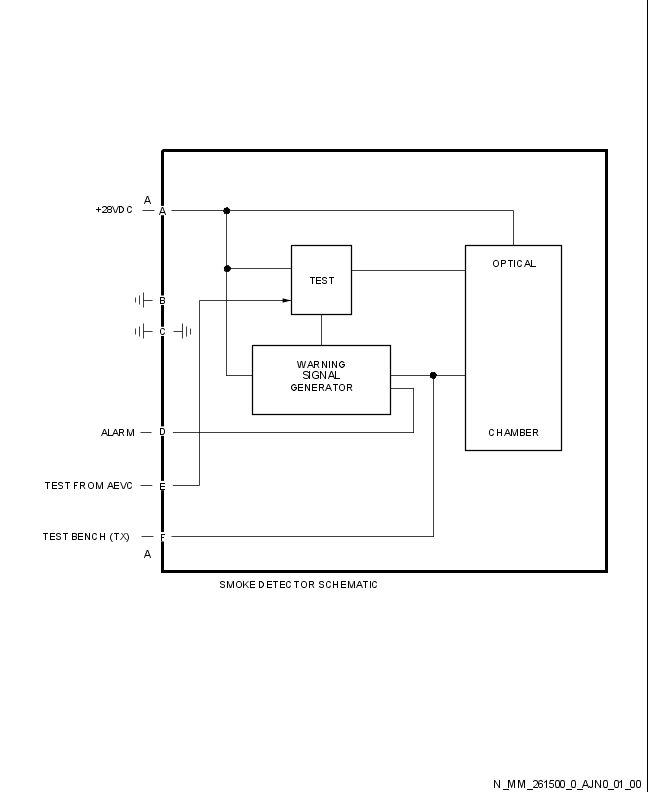 A
+28VDC
A
OPTICAL
TEST
B
C
WARNING
SIGNAL
GENERATOR
ALARM
D
CHAMBER
TEST FROM AEVC
E
TEST BENCH (TX)
F
A
SMOKE DETECTOR SCHEMATIC
N_MM_261500_0_AJN0_01_00